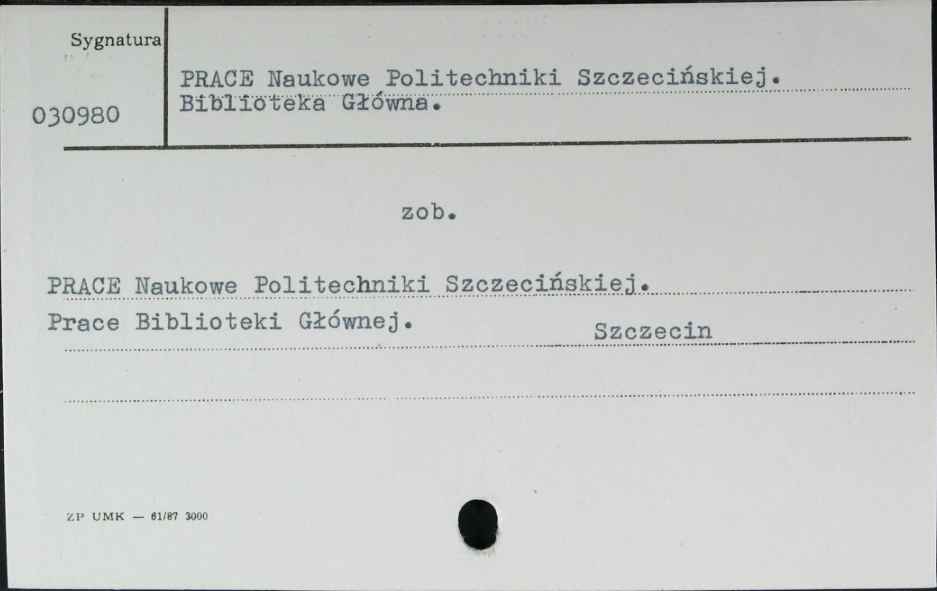 Sygnatura
PRACE Naukowe Politechniki Szczecińskiej.
Biblioteka Główna.
030980
zob.
PRACE Naukowe Politechniki Szczecińskiej.
Prace Biblioteki Głównej.
Szczecin
ZP UMK — 61/87 3000